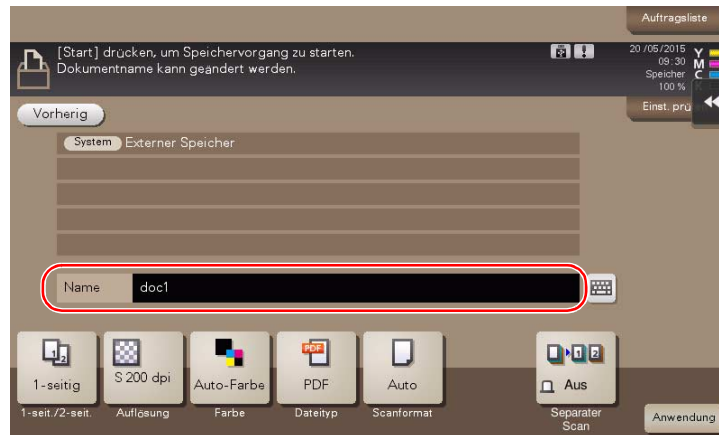 Auftragsliste
[Start] drücken, um Speichervorgang zu starten.
Dokumentname kann geändert werden.
20 /05/2015
09:30
Speicher
100 %
Y
M
C
K
Vorherig
Einst. prü
System Externer Speicher
Name doc1
1-seitig
S 200 dpi
Auto-Farbe
PDF
PDF
Auto
Aus
1-seit./2-seit.
Auflösung
Farbe
Dateityp
Scanformat
Separater
Scan
Anwendung